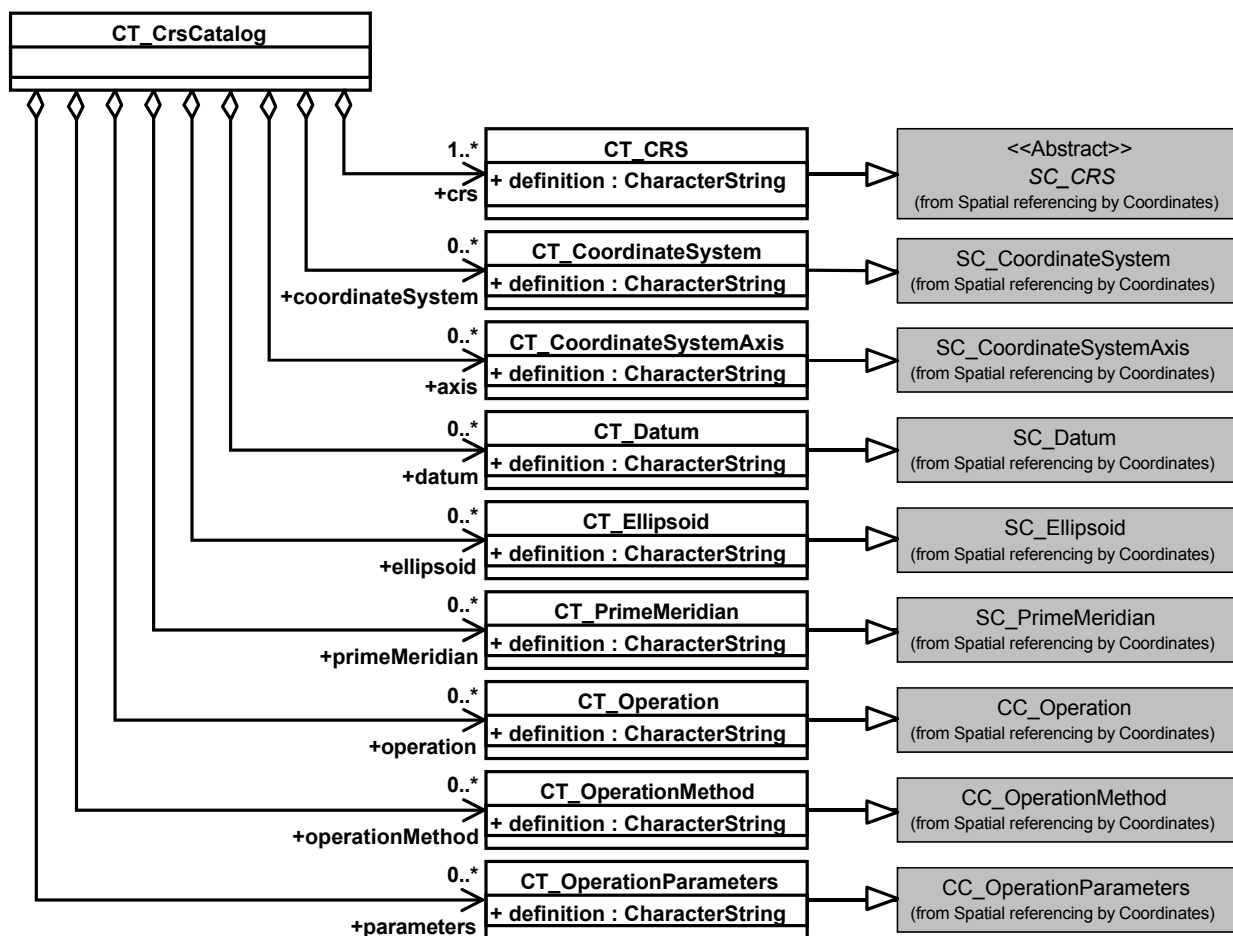 CT_CrsCatalog
1..*
+crs
CT_CRS
+ definition : CharacterString
<<Abstract>>
SC_CRS
(from Spatial referencing by Coordinates)
0..*
+coordinateSystem
CT_CoordinateSystem
+ definition : CharacterString
SC_CoordinateSystem
(from Spatial referencing by Coordinates)
0..*
+axis
CT_CoordinateSystemAxis
+ definition : CharacterString
SC_CoordinateSystemAxis
(from Spatial referencing by Coordinates)
0..*
+datum
CT_Datum
+ definition : CharacterString
SC_Datum
(from Spatial referencing by Coordinates)
0..*
+ellipsoid
CT_Ellipsoid
+ definition : CharacterString
SC_Ellipsoid
(from Spatial referencing by Coordinates)
0..*
+primeMeridian
CT_PrimeMeridian
+ definition : CharacterString
SC_PrimeMeridian
(from Spatial referencing by Coordinates)
0..*
+operation
CT_Operation
+ definition : CharacterString
CC_Operation
(from Spatial referencing by Coordinates)
0..*
+operationMethod
CT_OperationMethod
+ definition : CharacterString
CC_OperationMethod
(from Spatial referencing by Coordinates)
0..*
+parameters
CT_OperationParameters
+ definition : CharacterString
CC_OperationParameters
(from Spatial referencing by Coordinates)